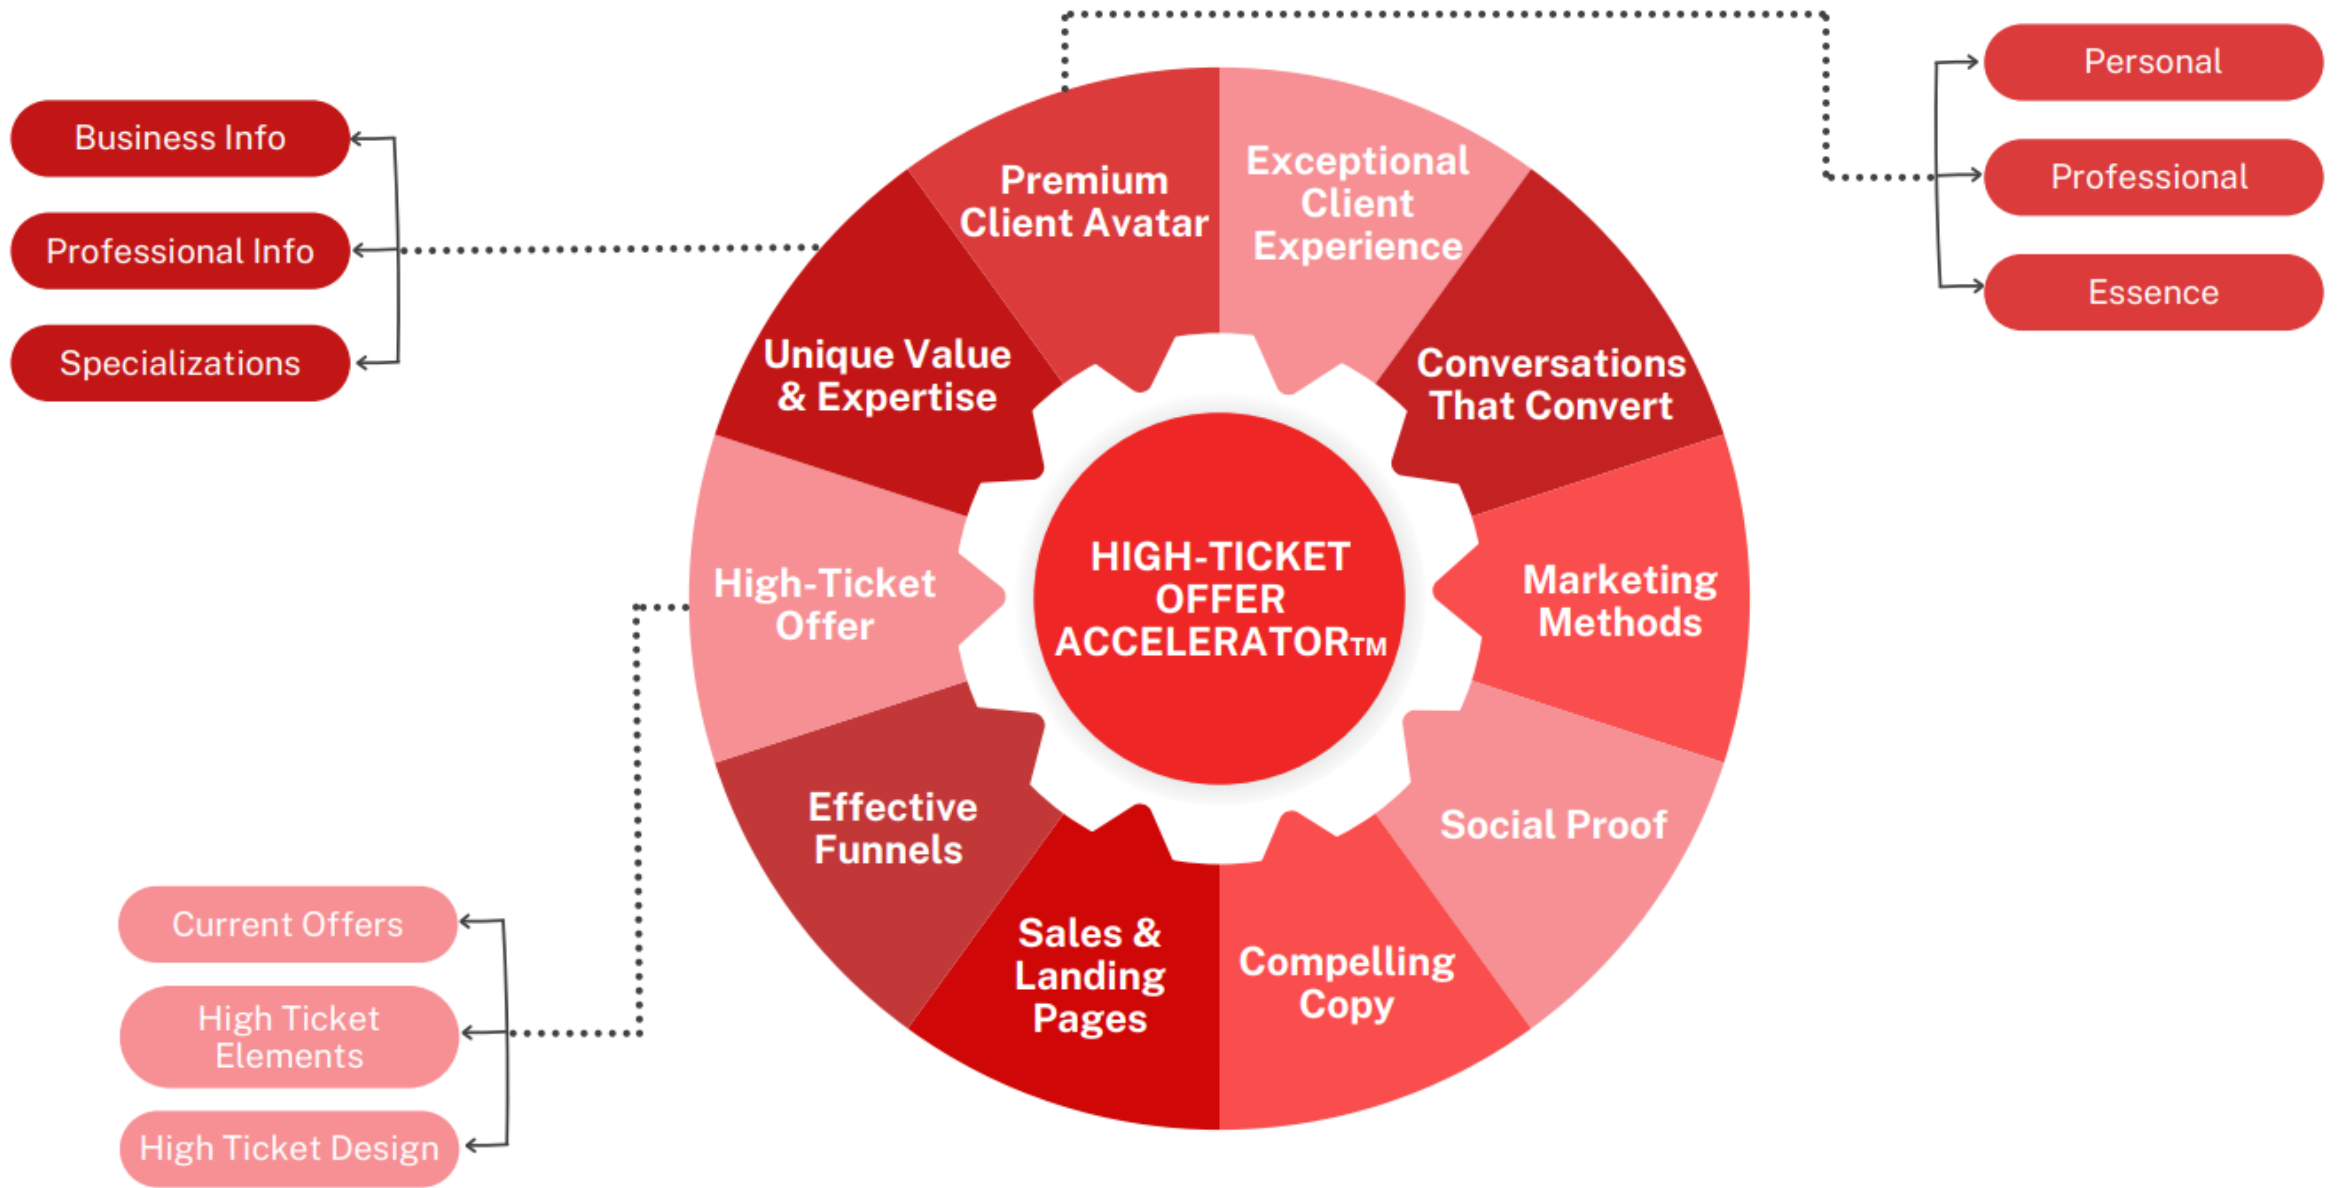 Business Info
Professional Info
Specializations
Personal
Professional
Essence
Premium
Client Avatar
Exceptional
Client
Experience
Conversations
That Convert
Marketing
Methods
Social Proof
Compelling
Copy
Sales &
Landing
Pages
Effective
Funnels
High-Ticket
Offer
Unique Value
& Expertise
HIGH-TICKET
OFFER
ACCELERATOR™
Current Offers
High Ticket
Elements
High Ticket Design